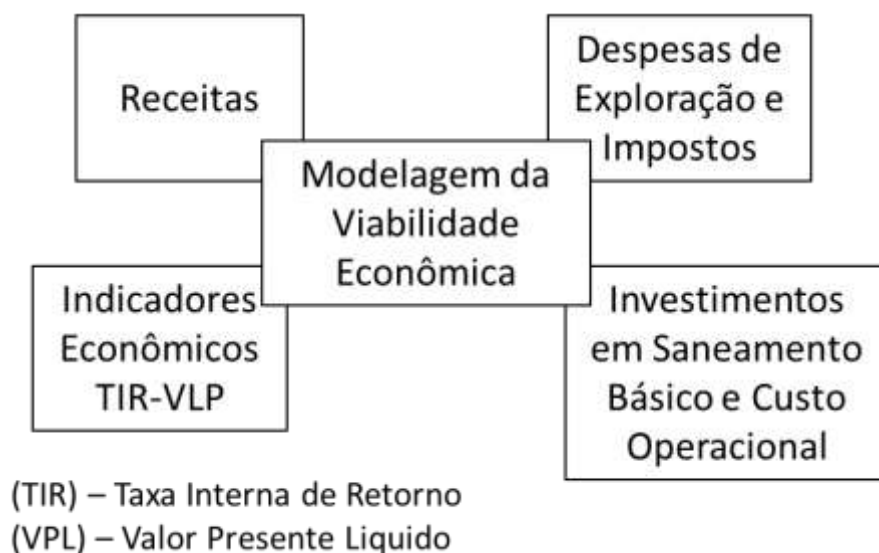 Receitas
Despesas de
Exploração e
Impostos
Modelagem da
Viabilidade
Econômica
Indicadores
Econômicos
TIR-VLP
Investimentos
em Saneamento
Básico e Custo
Operacional
(TIR) – Taxa Interna de Retorno
(VPL) – Valor Presente Liquido